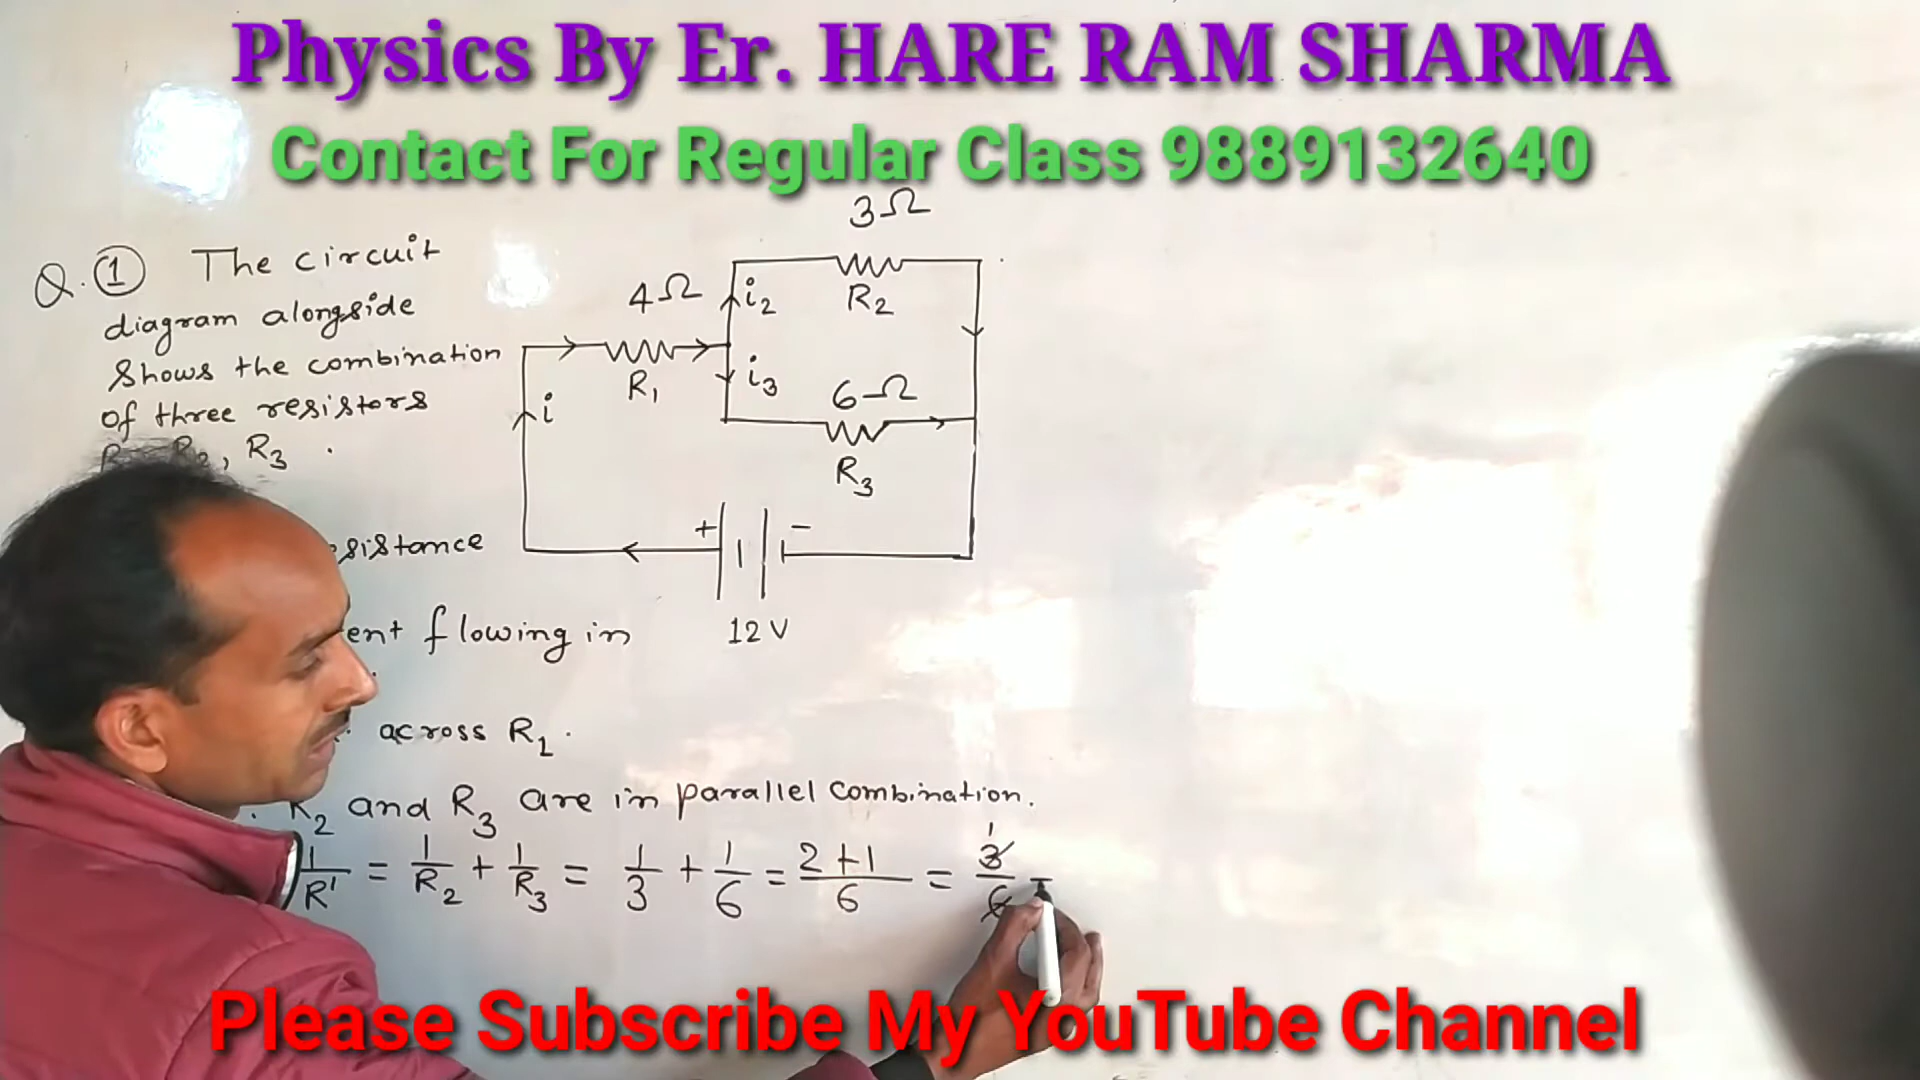 Physics By Er. HARE RAM SHARMA
Contact For Regular Class 9889132640
Q. 1 The circuit
diagram alongside
shows the combination
of three resistors
R2, R3 .
3Ω
R2
i2
4Ω
R1
i3
6Ω
R3
i
+ -
12 V
flowing in
across R1.
R2 and R3 are in parallel combination.
1/R' = 1/R2 + 1/R3 = 1/3 + 1/6 = 2+1/6 = 3/6 =
1
Please Subscribe My YouTube Channel